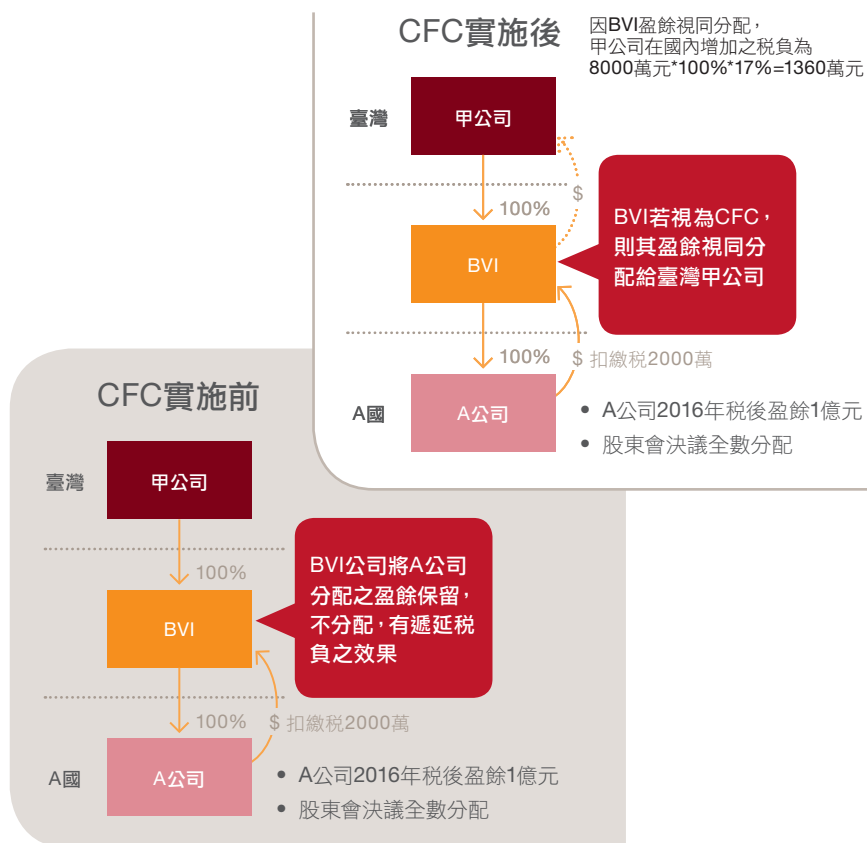 CFC實施後
因BVI盈餘視同分配，
甲公司在國內增加之稅負為
8000萬元*100%*17%=1360萬元
臺灣
甲公司
$
100%
BVI
BVI若視為CFC，
則其盈餘視同分
配給臺灣甲公司
100%
$ 扣繳稅2000萬
A國
A公司
• A公司2016年稅後盈餘1億元
• 股東會決議全數分配
CFC實施前
臺灣
甲公司
100%
BVI
BVI公司將A公司
分配之盈餘保留，
不分配，有遞延稅
負之效果
100%
$ 扣繳稅2000萬
A國
A公司
• A公司2016年稅後盈餘1億元
• 股東會決議全數分配